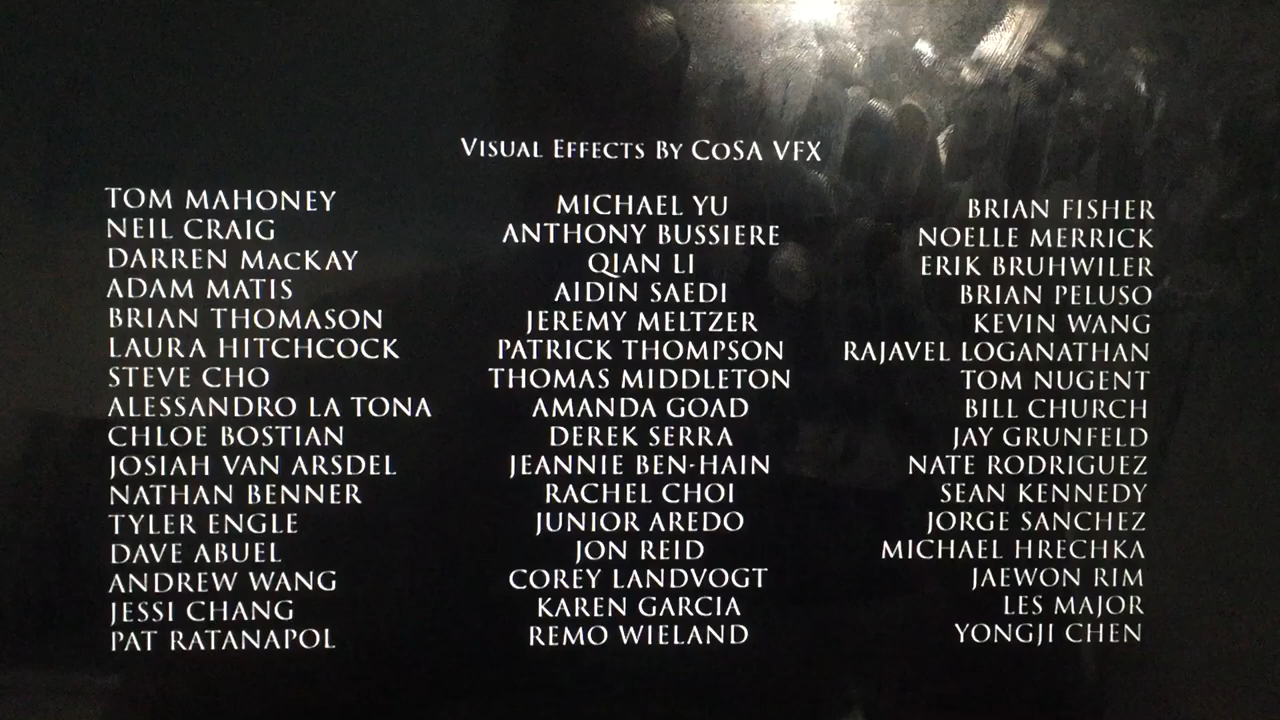 Visual Effects By CoSA VFX
TOM MAHONEY
NEIL CRAIG
DARREN MacKAY
ADAM MATIS
BRIAN THOMASON
LAURA HITCHCOCK
STEVE CHO
ALESSANDRO LA TONA
CHLOE BOSTIAN
JOSIAH VAN ARSDEL
NATHAN BENNER
TYLER ENGLE
DAVE ABUEL
ANDREW WANG
JESSI CHANG
PAT RATANAPOL
MICHAEL YU
ANTHONY BUSSIERE
QIAN LI
AIDIN SAEDI
JEREMY MELTZER
PATRICK THOMPSON
THOMAS MIDDLETON
AMANDA GOAD
DEREK SERRA
JEANNIE BEN-HAIN
RACHEL CHOI
JUNIOR AREDO
JON REID
COREY LANDVOGT
KAREN GARCIA
REMO WIELAND
BRIAN FISHER
NOELLE MERRICK
ERIK BRUHWILER
BRIAN PELUSO
KEVIN WANG
RAJAVEL LOGANATHAN
TOM NUGENT
BILL CHURCH
JAY GRUNFELD
NATE RODRIGUEZ
SEAN KENNEDY
JORGE SANCHEZ
MICHAEL HRECHKA
JAEWON RIM
LES MAJOR
YONGJI CHEN